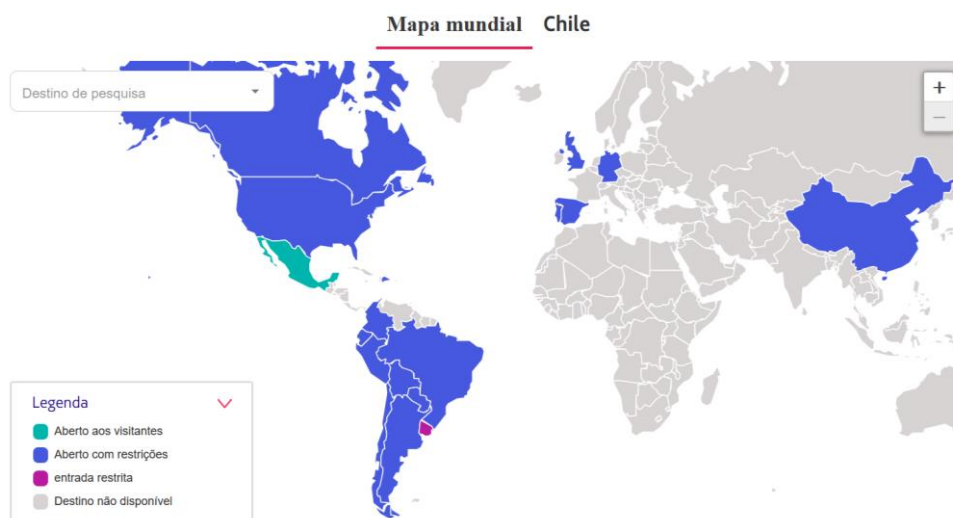 Mapa mundial Chile
Destino de pesquisa
+
−
Legenda
Aberto aos visitantes
Aberto com restrições
entrada restrita
Destino não disponível